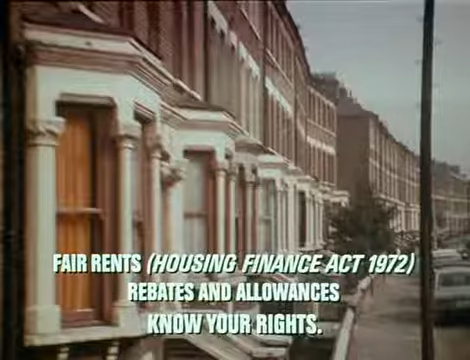 FAIR RENTS (HOUSING FINANCE ACT 1972)
REBATES AND ALLOWANCES
KNOW YOUR RIGHTS.